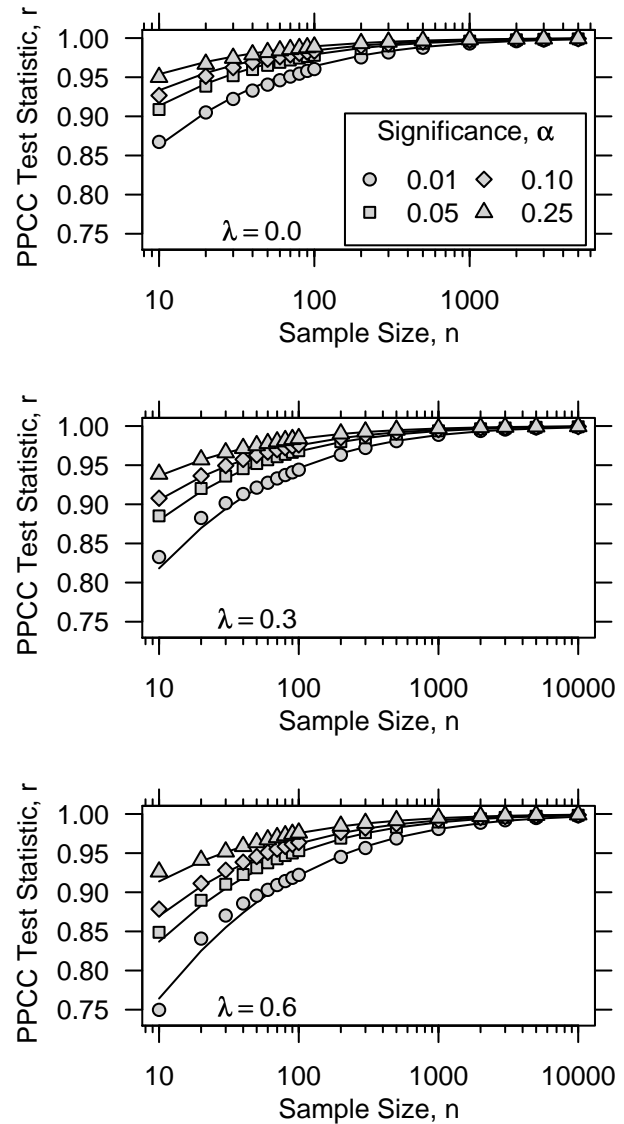 PPCC Test Statistic, r
1.00
0.95
0.90
0.85
0.80
0.75
Significance, α
0.01 0.10
0.05 0.25
λ = 0.0
10 100 1000
Sample Size, n
PPCC Test Statistic, r
1.00
0.95
0.90
0.85
0.80
0.75
λ = 0.3
10 100 1000 10000
Sample Size, n
PPCC Test Statistic, r
1.00
0.95
0.90
0.85
0.80
0.75
λ = 0.6
10 100 1000 10000
Sample Size, n